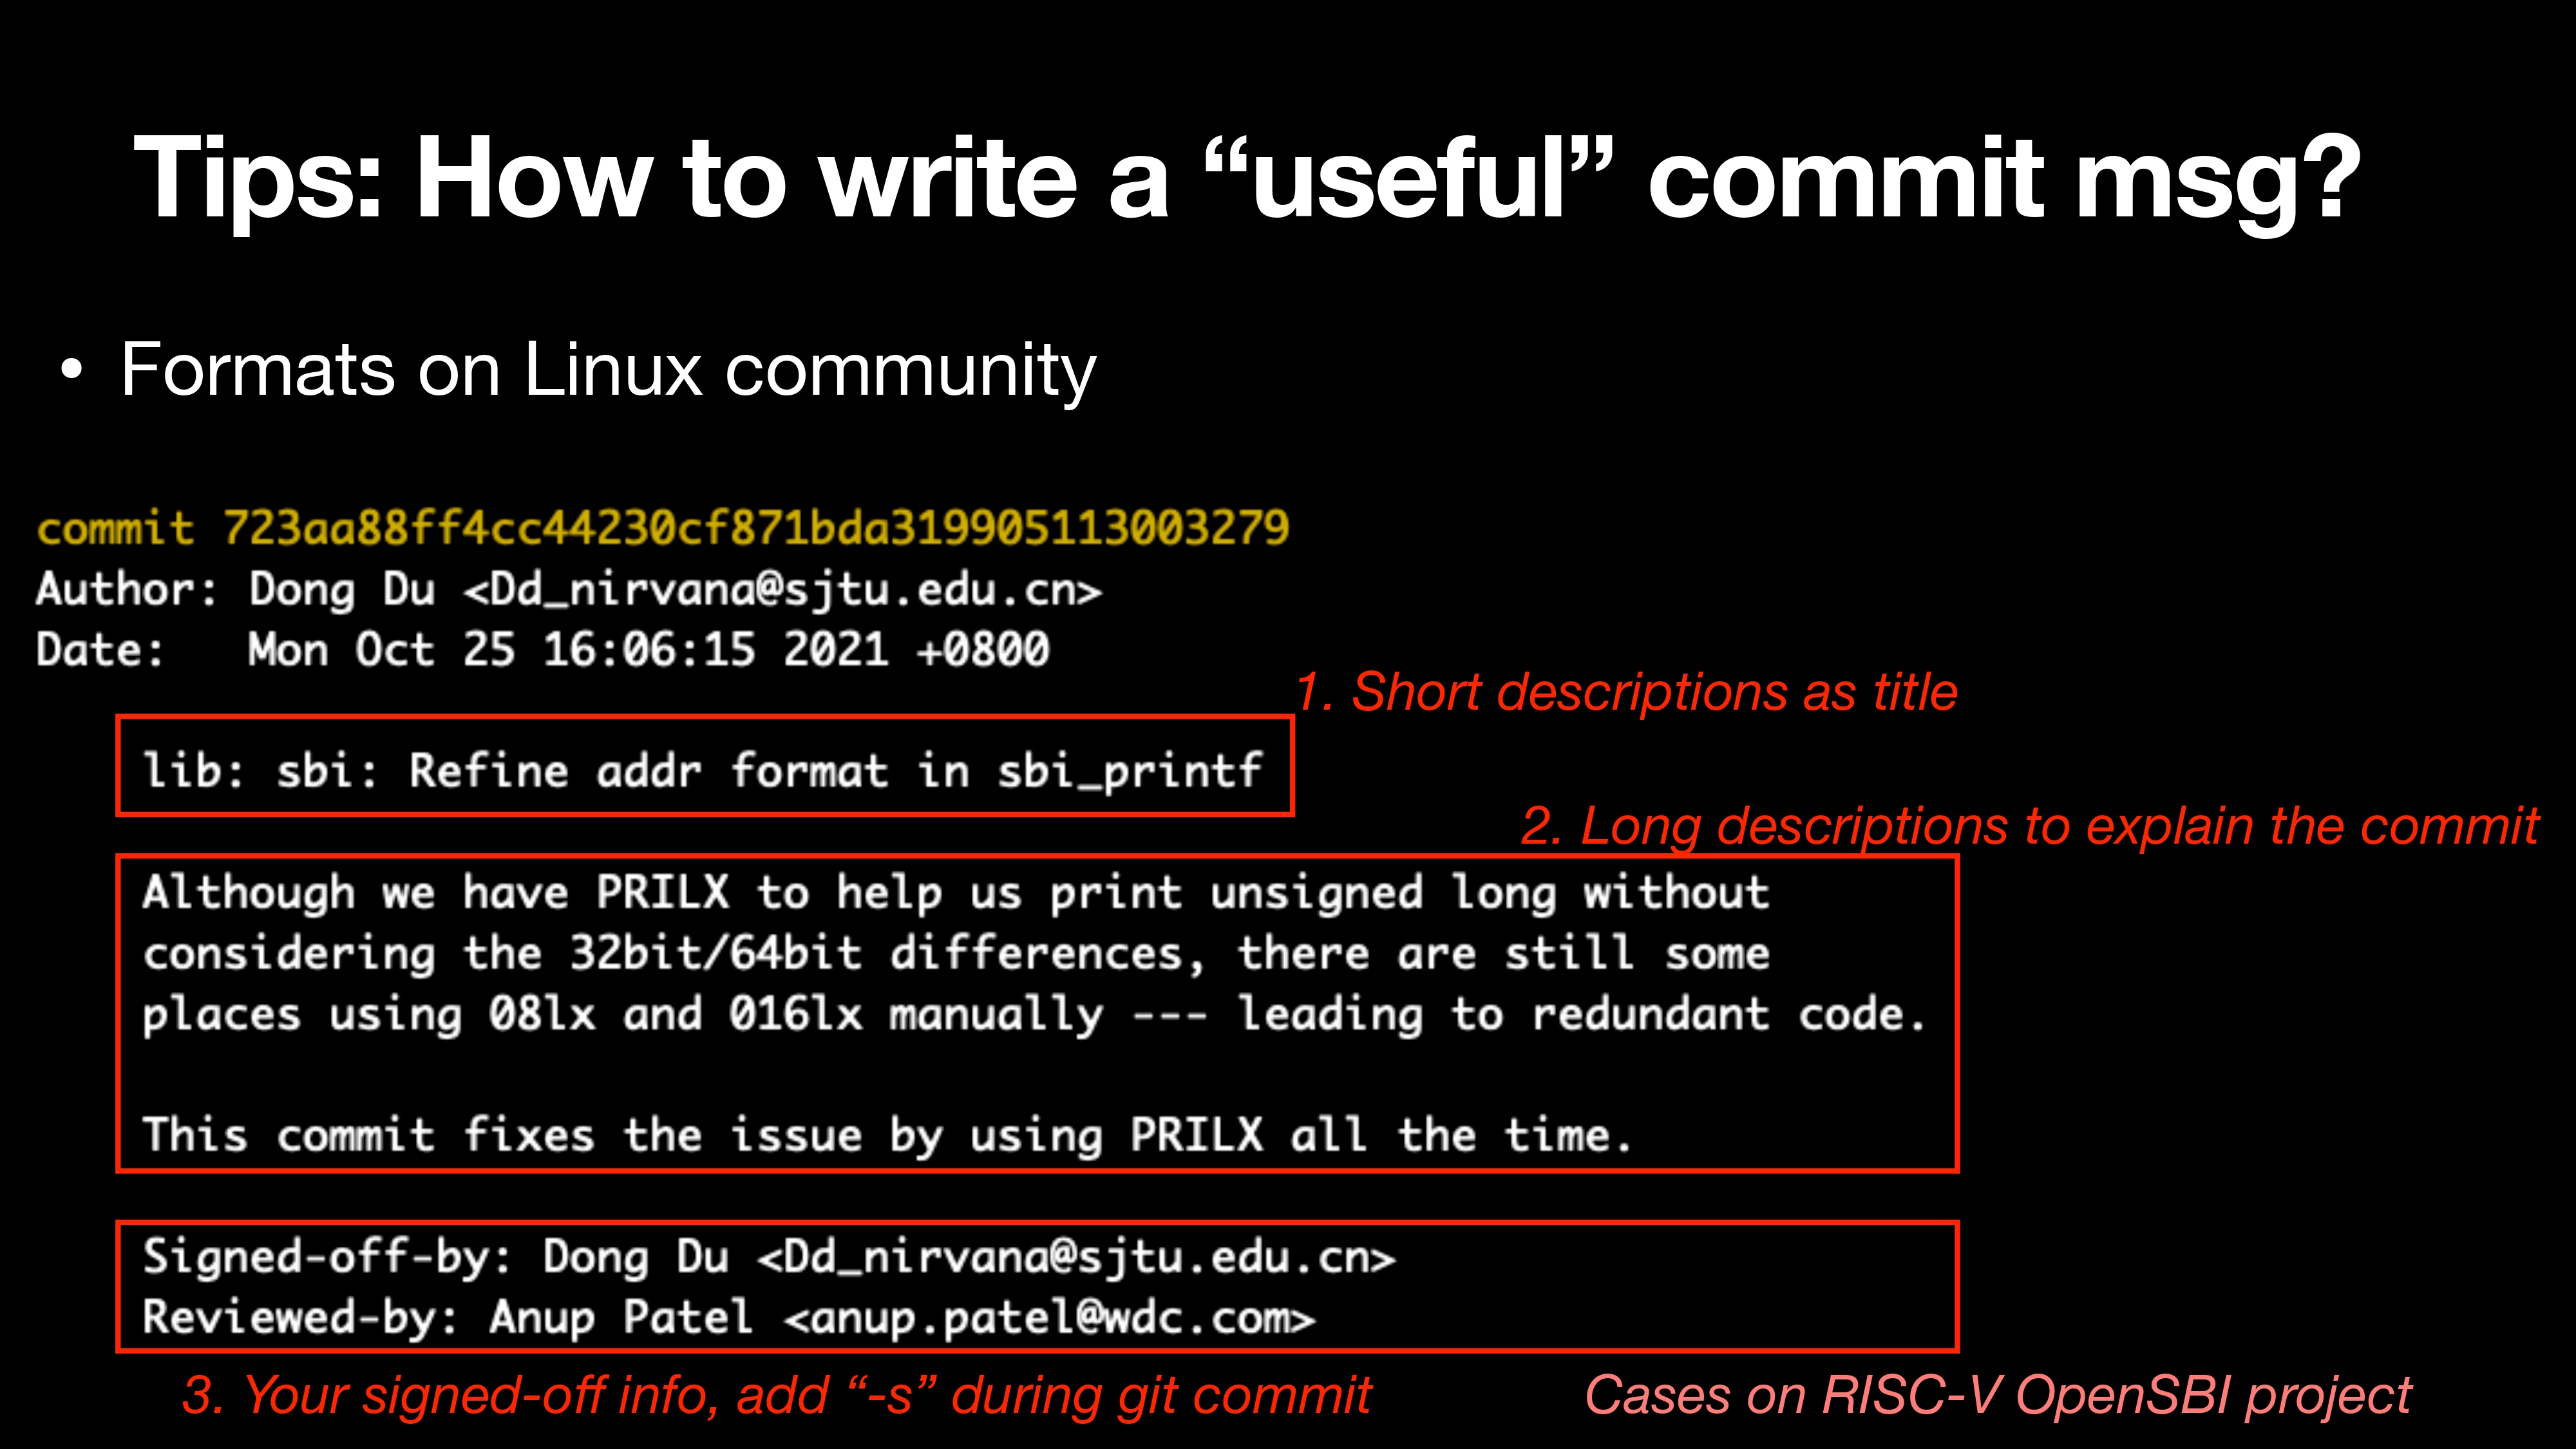 Tips: How to write a “useful” commit msg?
• Formats on Linux community
commit 723aa88ff4cc44230cf871bda319905113003279
Author: Dong Du <Dd_nirvana@sjtu.edu.cn>
Date:   Mon Oct 25 16:06:15 2021 +0800
1. Short descriptions as title
lib: sbi: Refine addr format in sbi_printf
2. Long descriptions to explain the commit
Although we have PRILX to help us print unsigned long without
considering the 32bit/64bit differences, there are still some
places using 08lx and 016lx manually --- leading to redundant code.
This commit fixes the issue by using PRILX all the time.
Signed-off-by: Dong Du <Dd_nirvana@sjtu.edu.cn>
Reviewed-by: Anup Patel <anup.patel@wdc.com>
3. Your signed-off info, add “-s” during git commit
Cases on RISC-V OpenSBI project